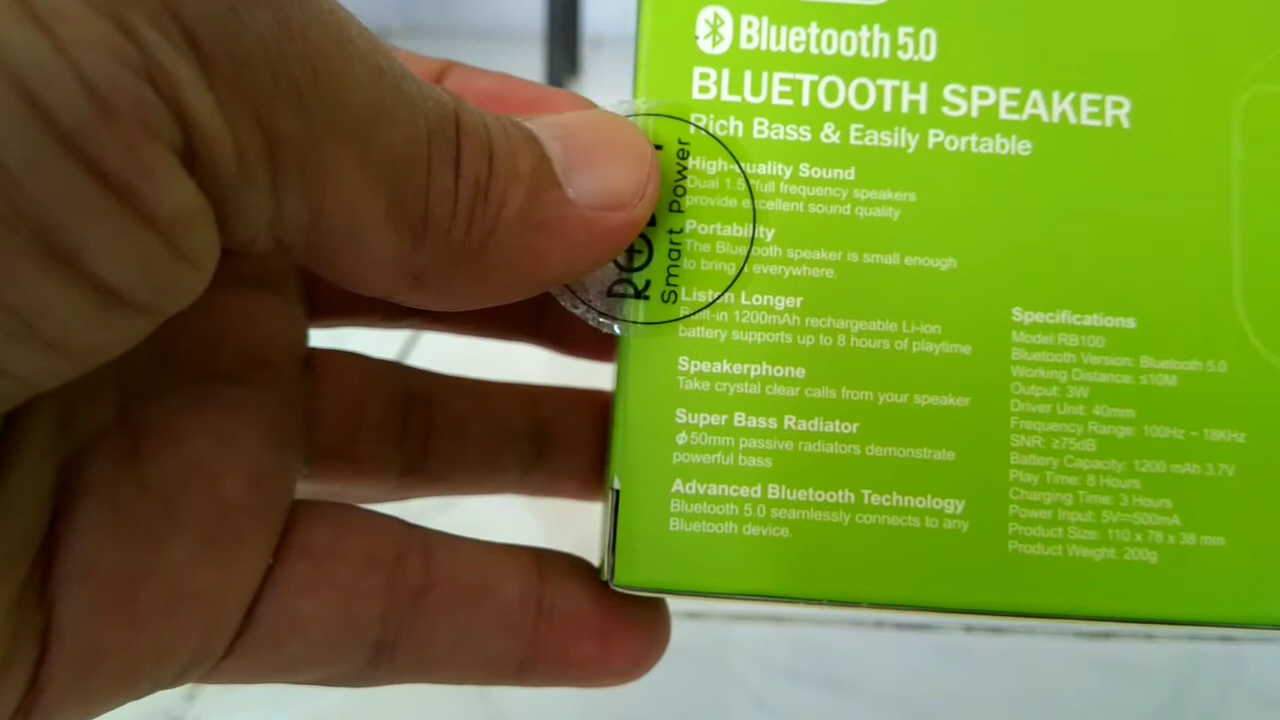 Bluetooth 5.0
BLUETOOTH SPEAKER
Rich Bass & Easily Portable
High-quality Sound
Dual 1.5 full frequency speakers
provide excellent sound quality
Portability
The Bluetooth speaker is small enough
to bring it everywhere.
Listen Longer
Built-in 1200mAh rechargeable Li-ion
battery supports up to 8 hours of playtime
Speakerphone
Take crystal clear calls from your speaker
Super Bass Radiator
ϕ50mm passive radiators demonstrate
powerful bass
Advanced Bluetooth Technology
Bluetooth 5.0 seamlessly connects to any
Bluetooth device.
Specifications
Model:RB100
Bluetooth Version: Bluetooth 5.0
Working Distance: ≤10M
Output: 3W
Driver Unit: 40mm
Frequency Range: 100Hz ~ 18KHz
SNR: ≥75dB
Battery Capacity: 1200 mAh 3.7V
Play Time: 8 Hours
Charging Time: 3 Hours
Power Input: 5V⎓500mA
Product Size: 110 x 78 x 38 mm
Product Weight: 200g
Smart Power